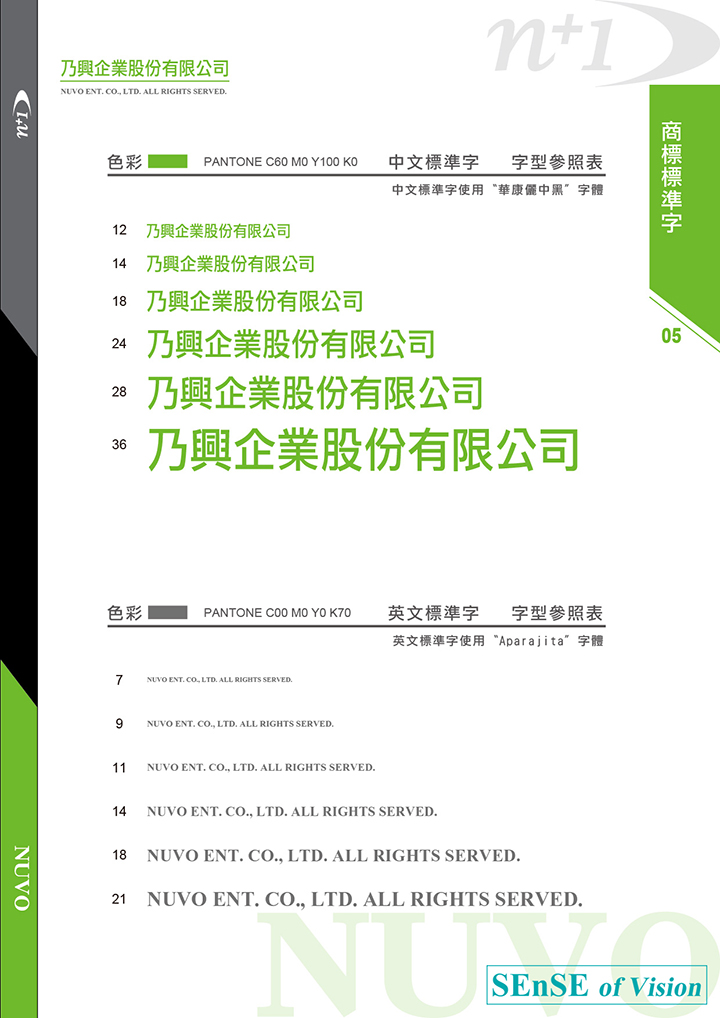 n+1
乃興企業股份有限公司
NUVO ENT. CO., LTD. ALL RIGHTS SERVED.
n+1
商標標準字
05
色彩 PANTONE C60 M0 Y100 K0 中文標準字 字型參照表
中文標準字使用〝華康儷中黑〞字體
12 乃興企業股份有限公司
14 乃興企業股份有限公司
18 乃興企業股份有限公司
24 乃興企業股份有限公司
28 乃興企業股份有限公司
36 乃興企業股份有限公司
色彩 PANTONE C00 M0 Y0 K70 英文標準字 字型參照表
英文標準字使用〝Aparajita〞字體
7 NUVO ENT. CO., LTD. ALL RIGHTS SERVED.
9 NUVO ENT. CO., LTD. ALL RIGHTS SERVED.
11 NUVO ENT. CO., LTD. ALL RIGHTS SERVED.
14 NUVO ENT. CO., LTD. ALL RIGHTS SERVED.
18 NUVO ENT. CO., LTD. ALL RIGHTS SERVED.
21 NUVO ENT. CO., LTD. ALL RIGHTS SERVED.
NUVO
NUVO
SEnSE of Vision